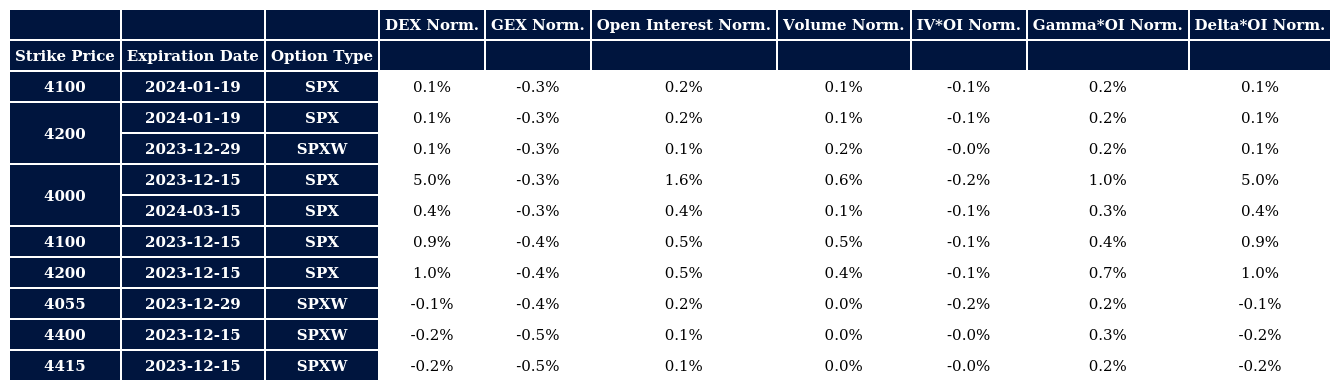 DEX Norm. GEX Norm. Open Interest Norm. Volume Norm. IV*OI Norm. Gamma*OI Norm. Delta*OI Norm.
Strike Price Expiration Date Option Type
4100 2024-01-19 SPX 0.1% -0.3% 0.2% 0.1% -0.1% 0.2% 0.1%
4200 2024-01-19 SPX 0.1% -0.3% 0.2% 0.1% -0.1% 0.2% 0.1%
2023-12-29 SPXW 0.1% -0.3% 0.1% 0.2% -0.0% 0.2% 0.1%
4000 2023-12-15 SPX 5.0% -0.3% 1.6% 0.6% -0.2% 1.0% 5.0%
2024-03-15 SPX 0.4% -0.3% 0.4% 0.1% -0.1% 0.3% 0.4%
4100 2023-12-15 SPX 0.9% -0.4% 0.5% 0.5% -0.1% 0.4% 0.9%
4200 2023-12-15 SPX 1.0% -0.4% 0.5% 0.4% -0.1% 0.7% 1.0%
4055 2023-12-29 SPXW -0.1% -0.4% 0.2% 0.0% -0.2% 0.2% -0.1%
4400 2023-12-15 SPXW -0.2% -0.5% 0.1% 0.0% -0.0% 0.3% -0.2%
4415 2023-12-15 SPXW -0.2% -0.5% 0.1% 0.0% -0.0% 0.2% -0.2%